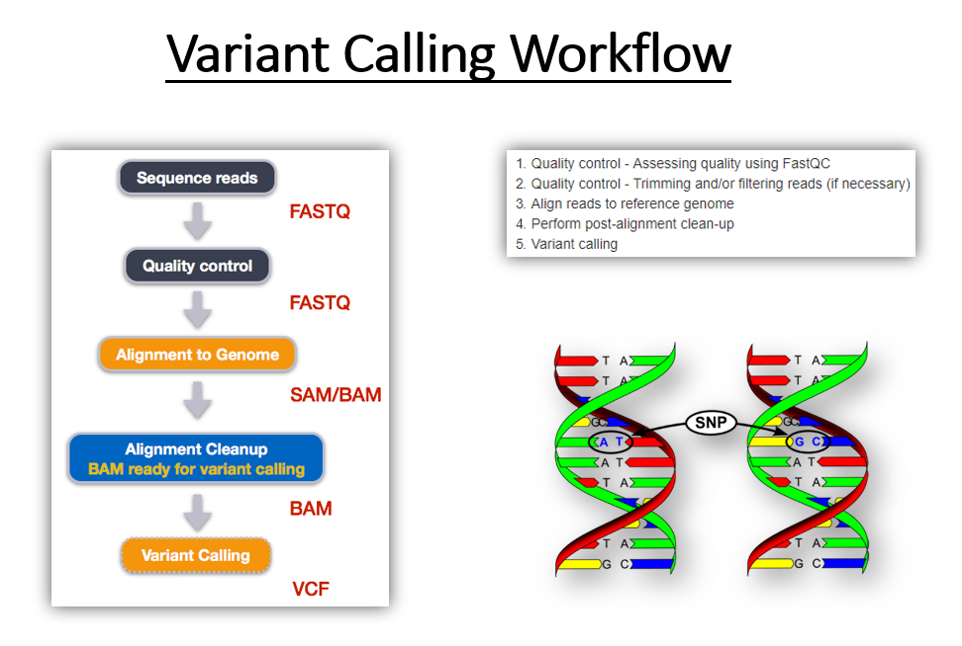 Variant Calling Workflow
Sequence reads
FASTQ
Quality control
FASTQ
Alignment to Genome
SAM/BAM
Alignment Cleanup
BAM ready for variant calling
BAM
Variant Calling
VCF
1. Quality control - Assessing quality using FastQC
2. Quality control - Trimming and/or filtering reads (if necessary)
3. Align reads to reference genome
4. Perform post-alignment clean-up
5. Variant calling
T A
T A
GC
A T
A T
T A
T A
G C
SNP
T A
T A
GC
G C
A T
T A
T A
G C